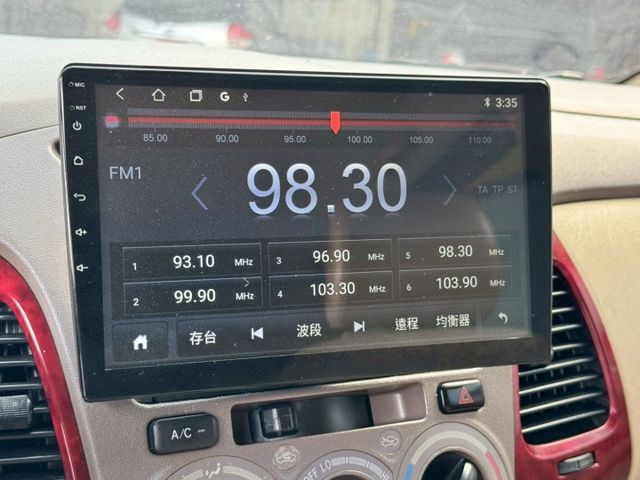 MIC
RST
G
3:35
85.00 90.00 95.00 100.00 105.00 110.00
FM1
98.30
TA TP ST
1 93.10 MHz
3 96.90 MHz
5 98.30 MHz
2 99.90 MHz
4 103.30 MHz
6 103.90 MHz
存台 波段 遠程 均衡器
A/C
OFF LO HI